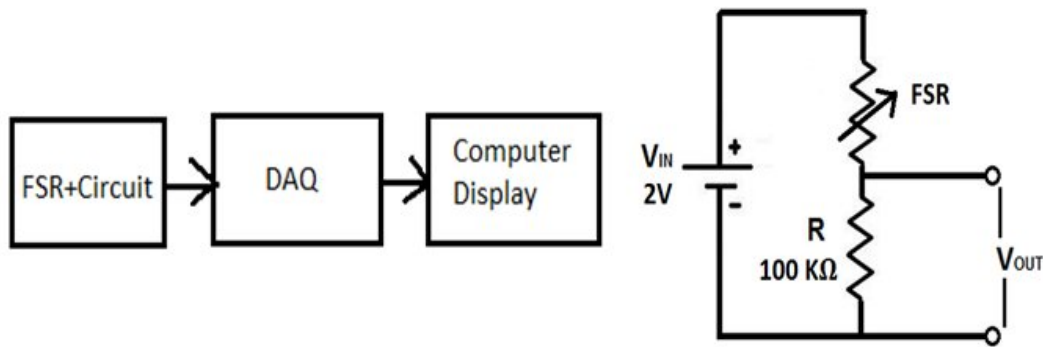 FSR+Circuit
DAQ
Computer
Display
VIN
2V
+
-
FSR
R
100 KΩ
VOUT